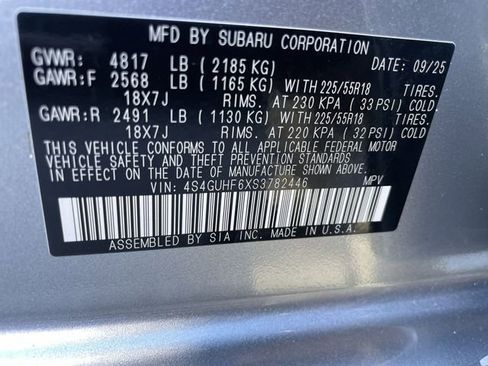 MFD BY SUBARU CORPORATION
GVWR: 4817 LB (2185 KG) DATE: 09/25
GAWR:F 2568 LB (1165 KG) WITH 225/55R18 TIRES.
18X7J RIMS. AT 230 KPA (33 PSI) COLD.
GAWR:R 2491 LB (1130 KG) WITH 225/55R18 TIRES.
18X7J RIMS. AT 220 KPA (32 PSI) COLD.
THIS VEHICLE CONFORMS TO ALL APPLICABLE FEDERAL MOTOR
VEHICLE SAFETY AND THEFT PREVENTION STANDARDS
IN EFFECT ON THE DATE OF MANUFACTURE SHOWN ABOVE.
VIN: 4S4GUHF6XS3782446 MPV
ASSEMBLED BY SIA INC. MADE IN U.S.A.